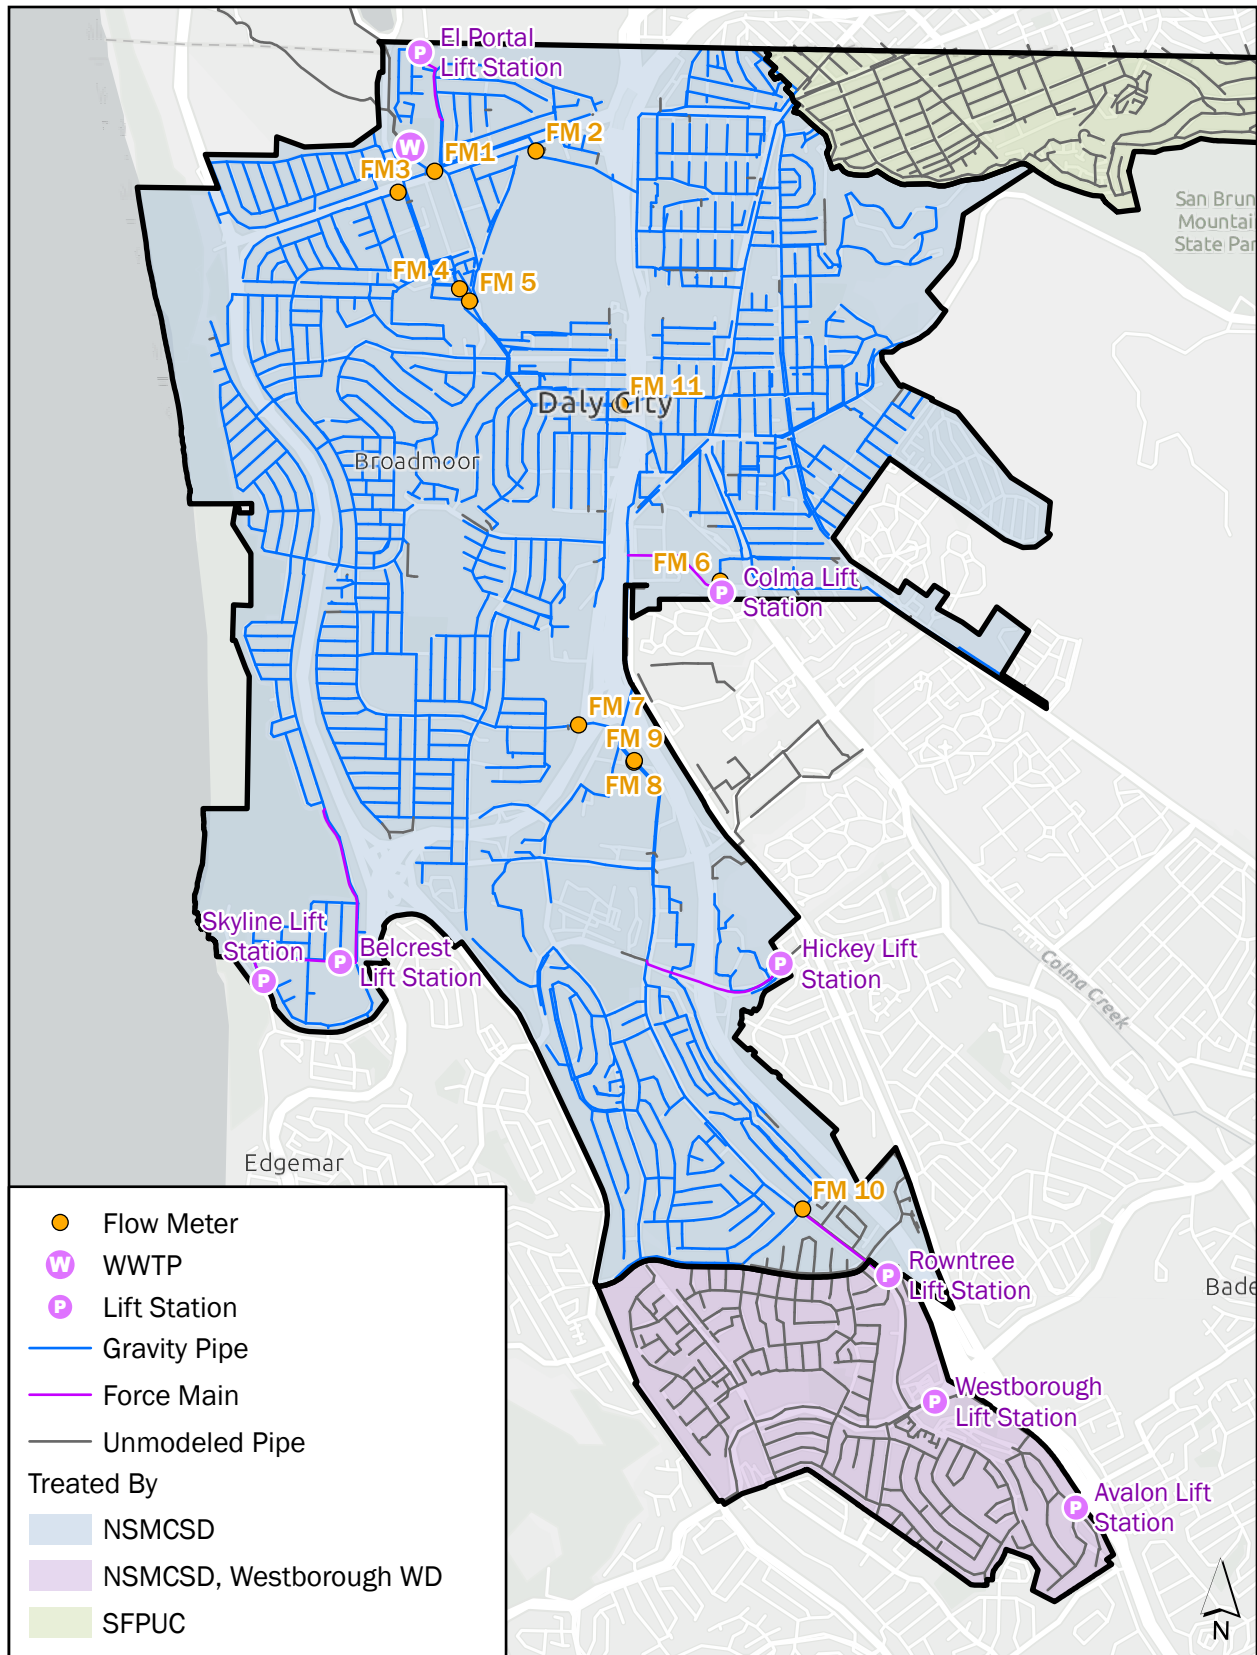 El Portal
Lift Station
FM 2
W
FM1
FM3
San Brun
Mountai
State Par
FM 4
FM 5
FM 11
Daly City
Broadmoor
FM 6
Colma Lift
Station
P
FM 7
FM 9
FM 8
Skyline Lift
Station
Belcrest
Lift Station
P
P
Hickey Lift
Station
P
Colma Creek
Edgemar
FM 10
Rowntree
Lift Station
P
Bade
Westborough
Lift Station
P
Avalon Lift
Station
P
P
Flow Meter
W WWTP
P Lift Station
Gravity Pipe
Force Main
Unmodeled Pipe
Treated By
NSMCSD
NSMCSD, Westborough WD
SFPUC
N